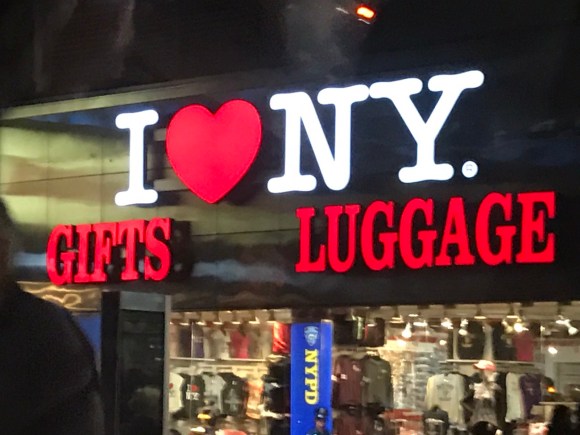 I ❤ NY®
GIFTS LUGGAGE
NYPD